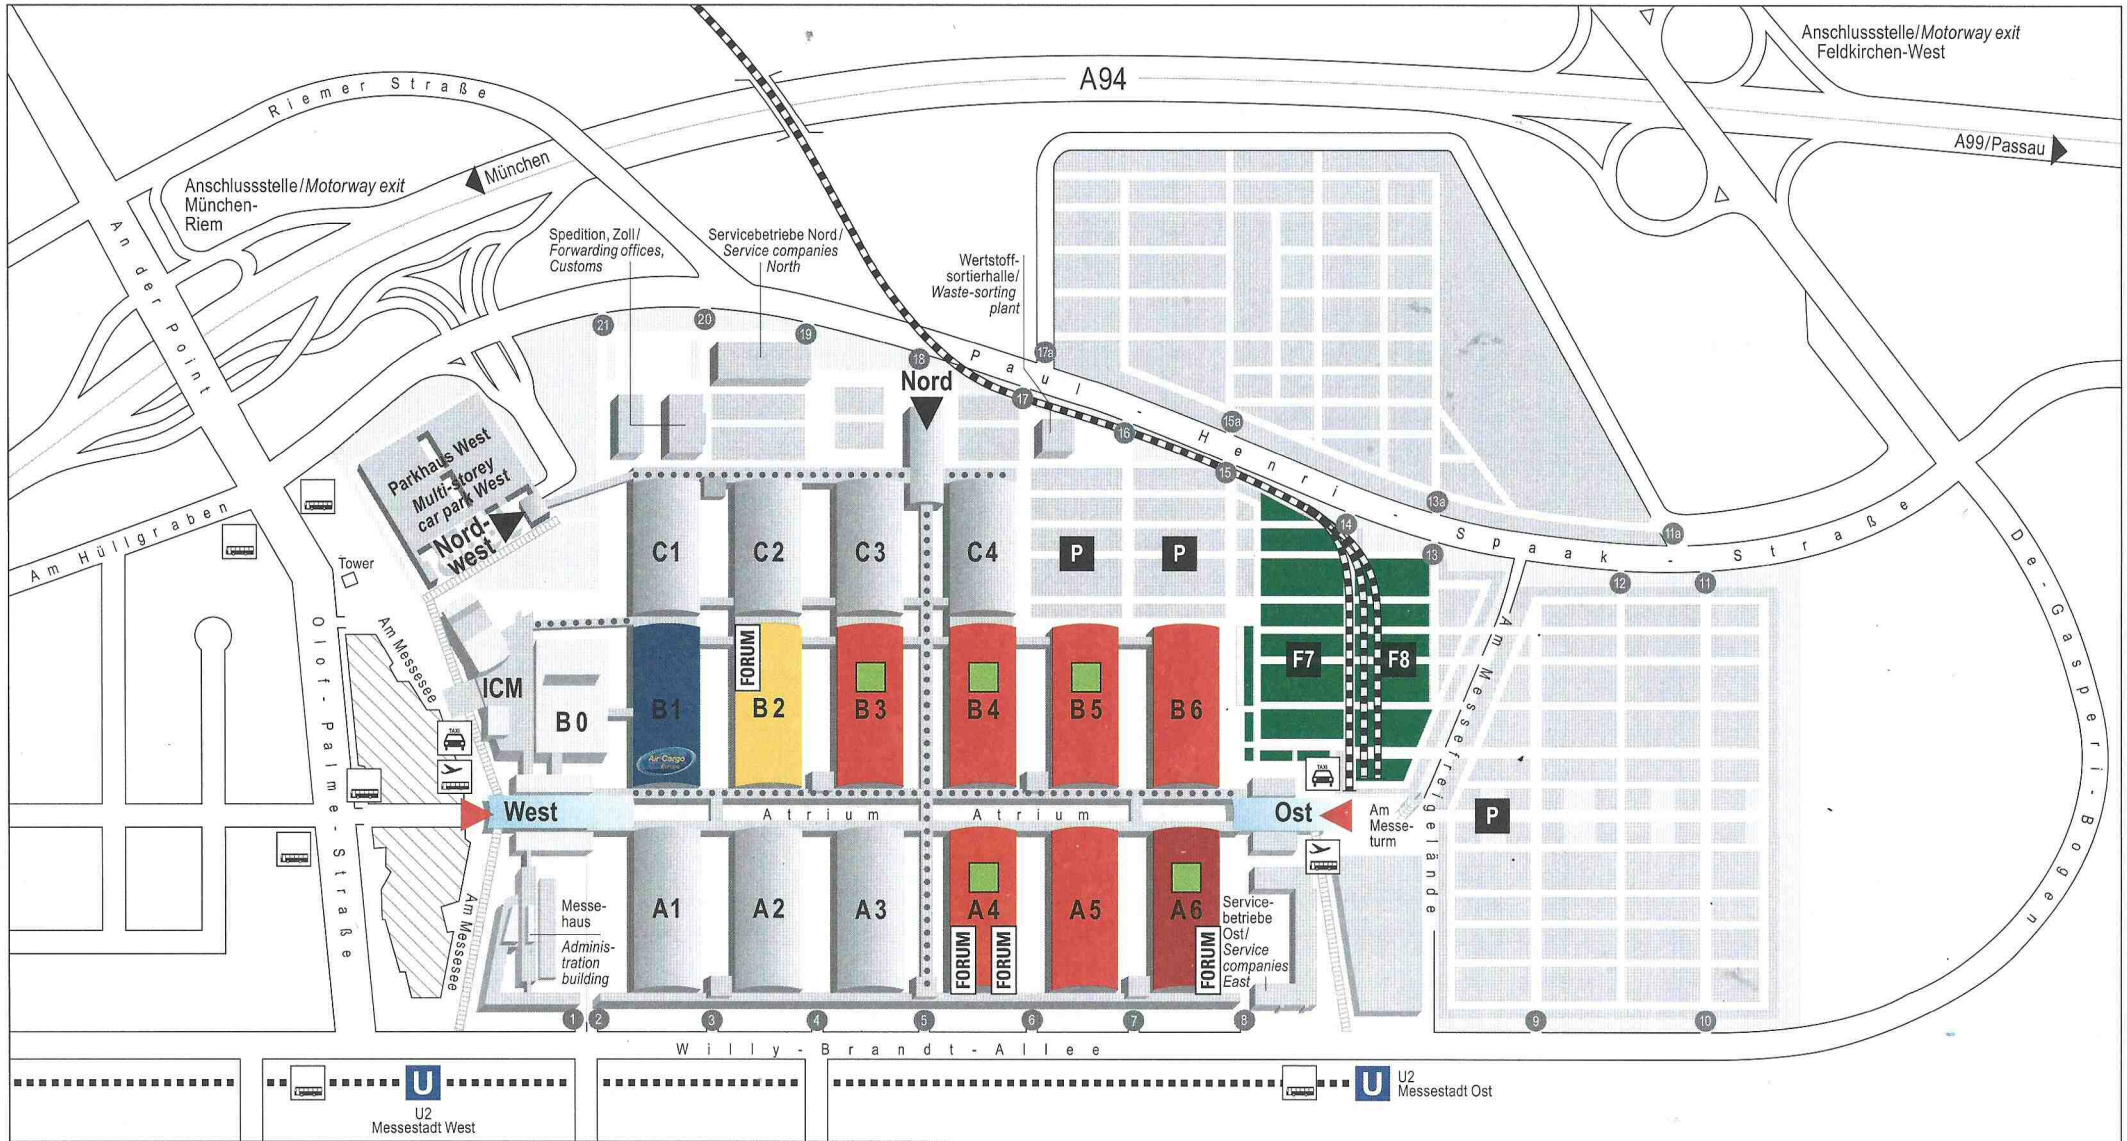 Anschlussstelle/Motorway exit
Feldkirchen-West
A94
A99/Passau
Riemer Straße
München
Anschlussstelle/Motorway exit
München-
Riem
An der Point
Spedition, Zoll/
Forwarding offices,
Customs
Servicebetriebe Nord/
Service companies
North
Wertstoff-
sortierhalle/
Waste-sorting
plant
21
20
19
18
17a
17
16
15a
15
14
13a
13
12
11
11a
Nord
Paul-Henri-Spaak-Straße
Parkhaus West
Multi-storey
car park West
Nord-
west
Am Hüllgraben
Tower
C1
C2
C3
C4
P
P
Olof-Palme-Straße
Am Messesee
ICM
B0
B1
Air Cargo
Europe
FORUM
B2
B3
B4
B5
B6
F7
F8
Am Messefreigelände
De-Gasperi-Bogen
TAXI
TAXI
West
Atrium
Atrium
Ost
Am
Messe-
turm
P
Messe-
haus
Adminis-
tration
building
A1
A2
A3
A4
A5
A6
FORUM
FORUM
FORUM
Service-
betriebe
Ost/
Service
companies
East
Am Messesee
1
2
3
4
5
6
7
8
9
10
Willy-Brandt-Allee
U
U2
Messestadt West
U
U2
Messestadt Ost